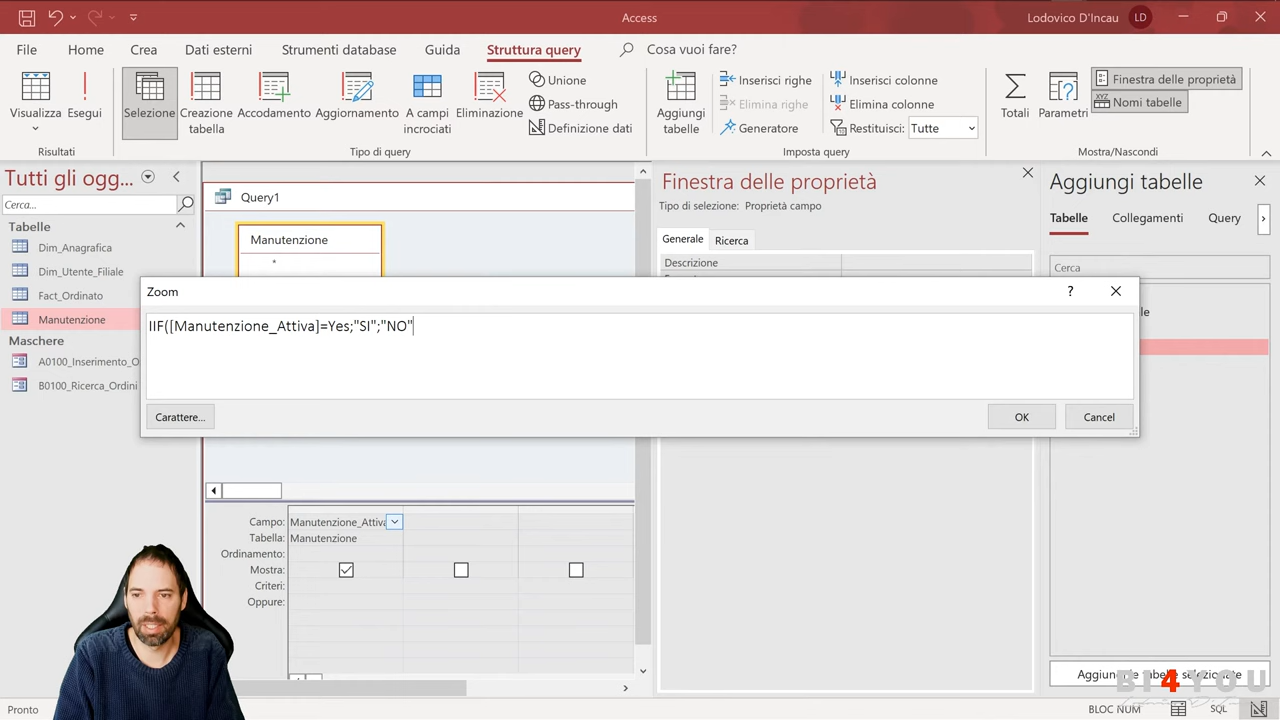 Access
Lodovico D'Incau LD
File Home Crea Dati esterni Strumenti database Guida Struttura query Cosa vuoi fare?
Visualizza
Esegui
Risultati
Selezione
Creazione tabella
Accodamento
Aggiornamento
A campi incrociati
Eliminazione
Unione
Pass-through
Definizione dati
Tipo di query
Aggiungi tabelle
Inserisci righe
Elimina righe
Generatore
Inserisci colonne
Elimina colonne
Restituisci: Tutte
Imposta query
Totali
Parametri
Finestra delle proprietà
XYZ Nomi tabelle
Mostra/Nascondi
Tutti gli ogg...
Cerca...
Tabelle
Dim_Anagrafica
Dim_Utente_Filiale
Fact_Ordinato
Manutenzione
Maschere
A0100_Inserimento_O
B0100_Ricerca_Ordini
Query1
Manutenzione
*
Finestra delle proprietà
Tipo di selezione: Proprietà campo
Generale Ricerca
Descrizione
Aggiungi tabelle
Tabelle Collegamenti Query
Cerca
Zoom ?
IIF([Manutenzione_Attiva]=Yes;"SI";"NO"
Carattere...
OK
Cancel
Campo: Manutenzione_Attiva
Tabella: Manutenzione
Ordinamento:
Mostra:
Criteri:
Oppure:
BI4YOU
Pronto
BLOC NUM
SQL